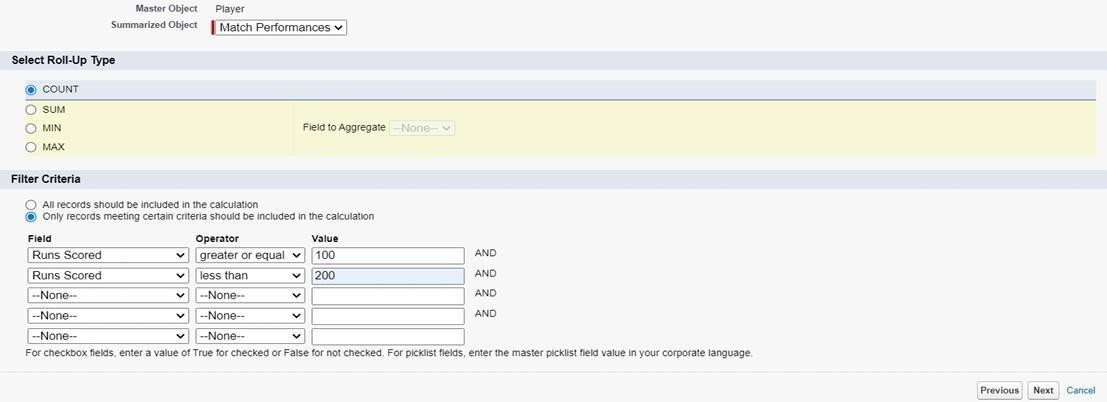 Master Object Player
Summarized Object Match Performances
Select Roll-Up Type
COUNT
SUM
MIN Field to Aggregate --None--
MAX
Filter Criteria
All records should be included in the calculation
Only records meeting certain criteria should be included in the calculation
Field Operator Value
Runs Scored greater or equal 100 AND
Runs Scored less than 200 AND
--None-- --None-- AND
--None-- --None-- AND
--None-- --None--
For checkbox fields, enter a value of True for checked or False for not checked. For picklist fields, enter the master picklist field value in your corporate language.
Previous Next Cancel